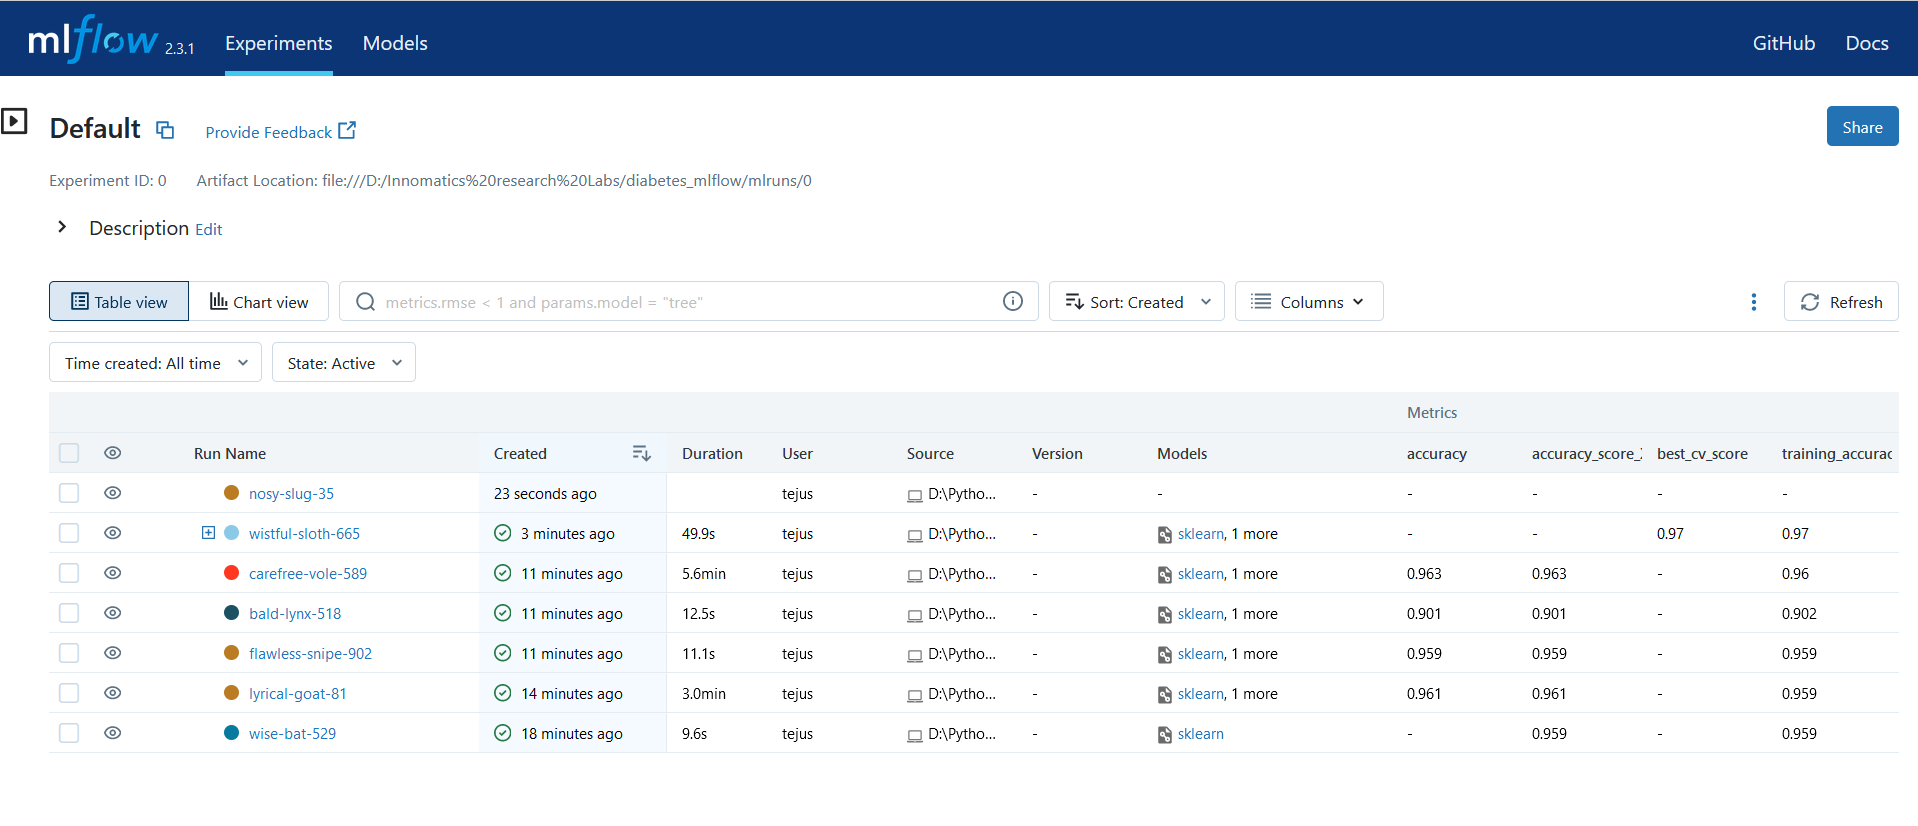 mlflow 2.3.1 Experiments Models GitHub Docs
Default Provide Feedback Share
Experiment ID: 0 Artifact Location: file:///D:/Innomatics%20research%20Labs/diabetes_mlflow/mlruns/0
Description Edit
Table view Chart view metrics.rmse < 1 and params.model = "tree" Sort: Created Columns Refresh
Time created: All time State: Active
Metrics
Run Name Created Duration User Source Version Models accuracy accuracy_score_ best_cv_score training_accurac
nosy-slug-35 23 seconds ago tejus D:\Pytho... - - - - - -
wistful-sloth-665 3 minutes ago 49.9s tejus D:\Pytho... - sklearn, 1 more - - 0.97 0.97
carefree-vole-589 11 minutes ago 5.6min tejus D:\Pytho... - sklearn, 1 more 0.963 0.963 - 0.96
bald-lynx-518 11 minutes ago 12.5s tejus D:\Pytho... - sklearn, 1 more 0.901 0.901 - 0.902
flawless-snipe-902 11 minutes ago 11.1s tejus D:\Pytho... - sklearn, 1 more 0.959 0.959 - 0.959
lyrical-goat-81 14 minutes ago 3.0min tejus D:\Pytho... - sklearn, 1 more 0.961 0.961 - 0.959
wise-bat-529 18 minutes ago 9.6s tejus D:\Pytho... - sklearn - 0.959 - 0.959